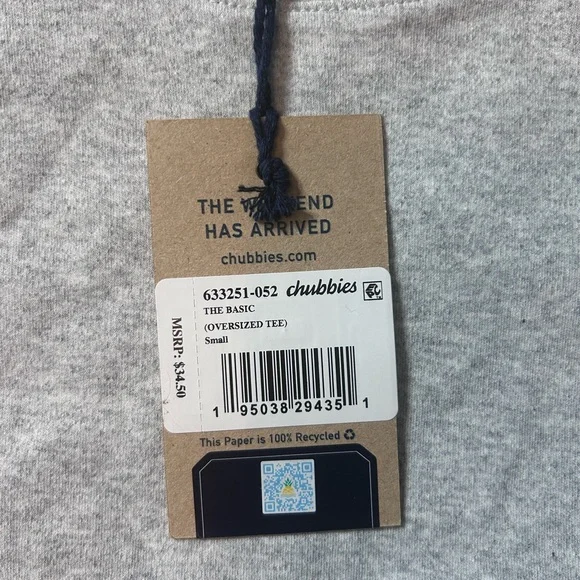 THE
HAS ARRIVED
chubbies.com
633251-052 chubbies
THE BASIC
(OVERSIZED TEE)
Small
MSRP: $34.50
1 95038 29435 1
This Paper is 100% Recycled